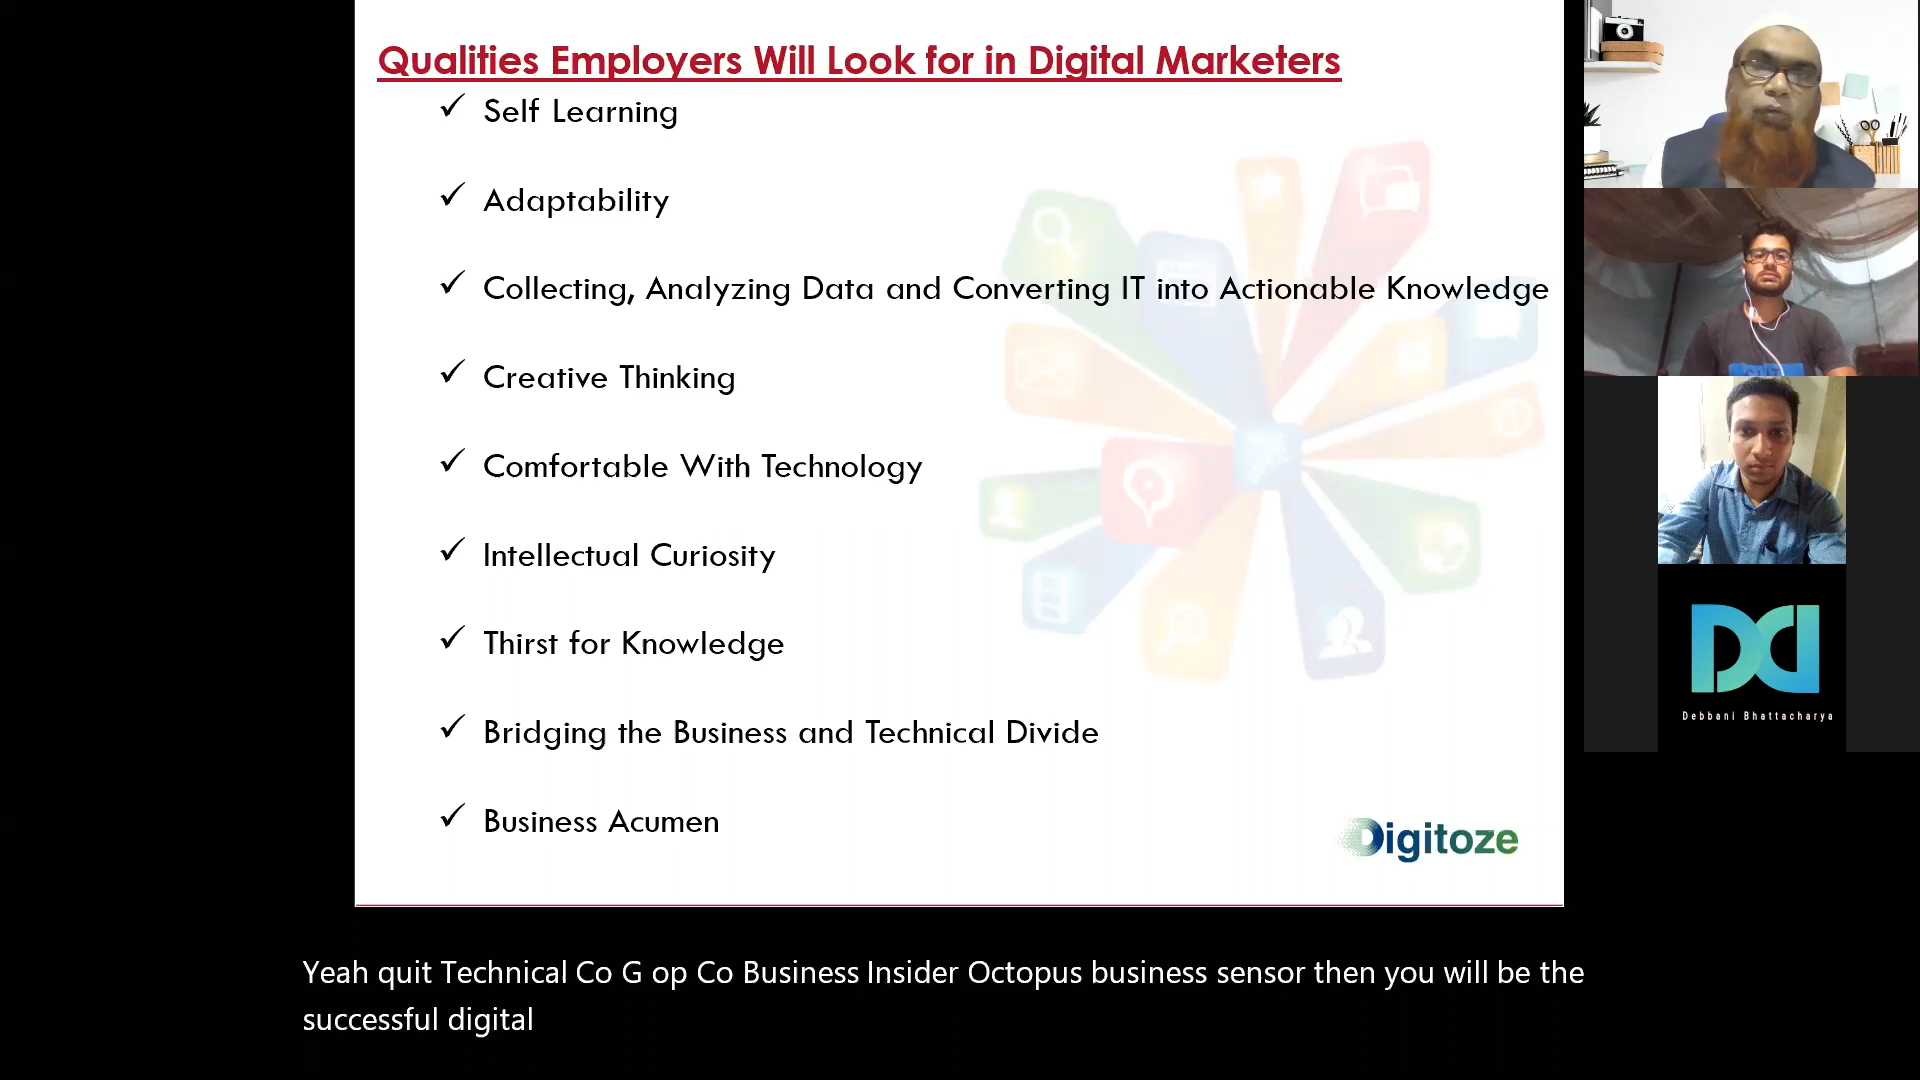 Qualities Employers Will Look for in Digital Marketers
Self Learning
Adaptability
Collecting, Analyzing Data and Converting IT into Actionable Knowledge
Creative Thinking
Comfortable With Technology
Intellectual Curiosity
Thirst for Knowledge
Bridging the Business and Technical Divide
Business Acumen
Digitoze
DD
Debbani Bhattacharya
Yeah quit Technical Co G op Co Business Insider Octopus business sensor then you will be the
successful digital